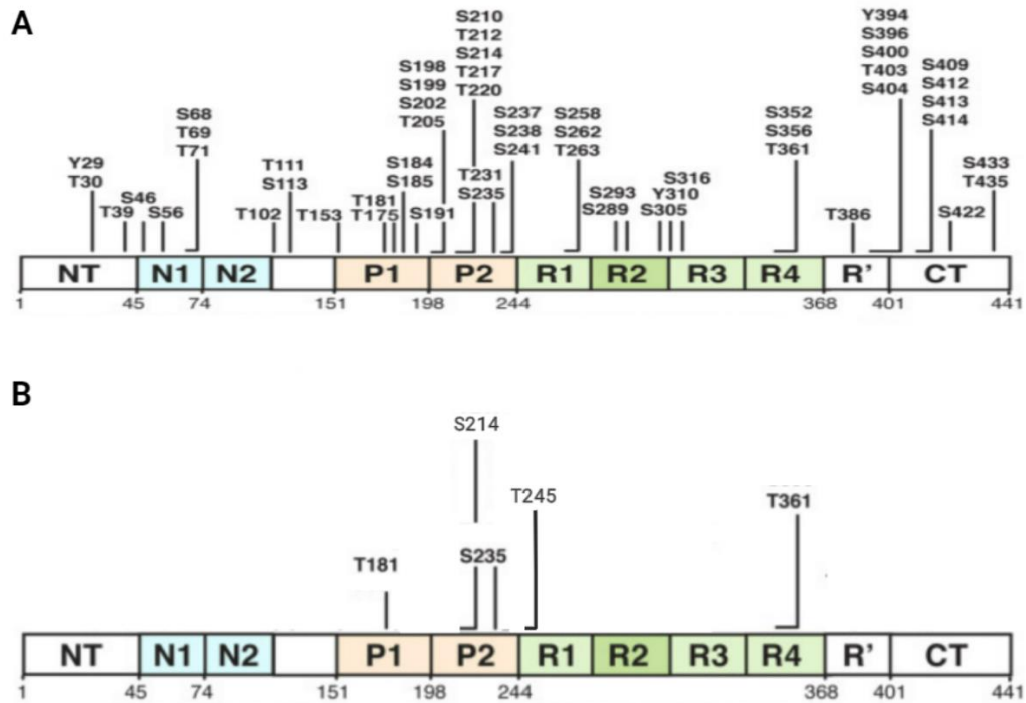 A
S210
T212
S214
T217
T220
Y394
S396
S400
T403
S404
S198
S199
S202
T205
S409
S412
S413
S414
S68
T69
T71
S237
S238
S241
S258
S262
T263
S352
S356
T361
Y29
T30
T111
S113
S184
S185
T231
S235
S433
T435
S316
Y310
S305
S293
S289
S46
T39
S56
T102
T153
T181
T175
S191
T386
S422
NT N1 N2 P1 P2 R1 R2 R3 R4 R’ CT
1 45 74 151 198 244 368 401 441
B
S214
T245
T361
T181
S235
NT N1 N2 P1 P2 R1 R2 R3 R4 R’ CT
1 45 74 151 198 244 368 401 441